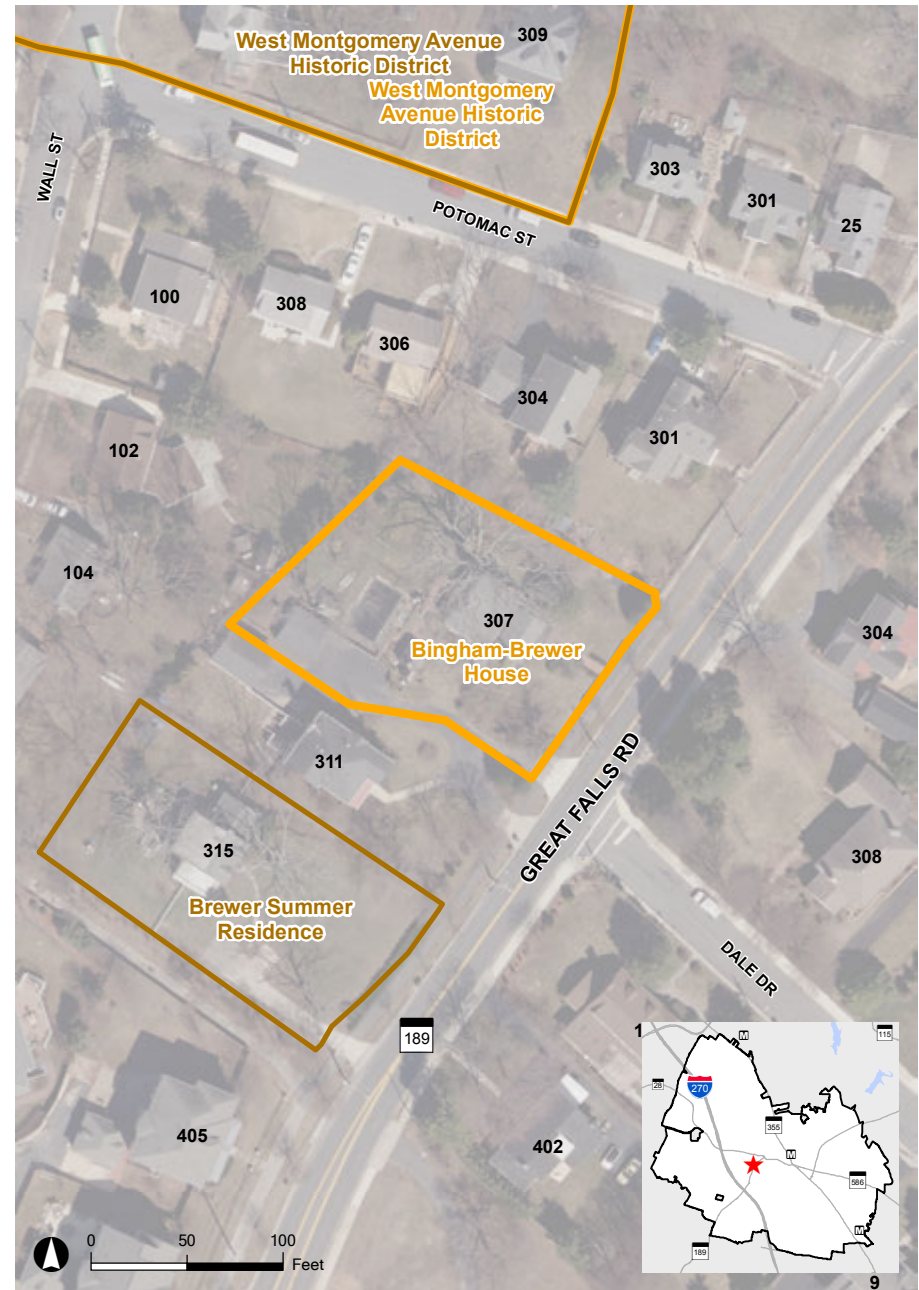 309
West Montgomery Avenue
Historic District
West Montgomery
Avenue Historic
District
WALL ST
303
301
25
POTOMAC ST
100
308
306
304
301
102
104
307
Bingham-Brewer
House
304
311
GREAT FALLS RD
315
308
Brewer Summer
Residence
DALE DR
189
405
402
0
50
100
Feet
1
M
115
28
270
355
M
586
M
189
9